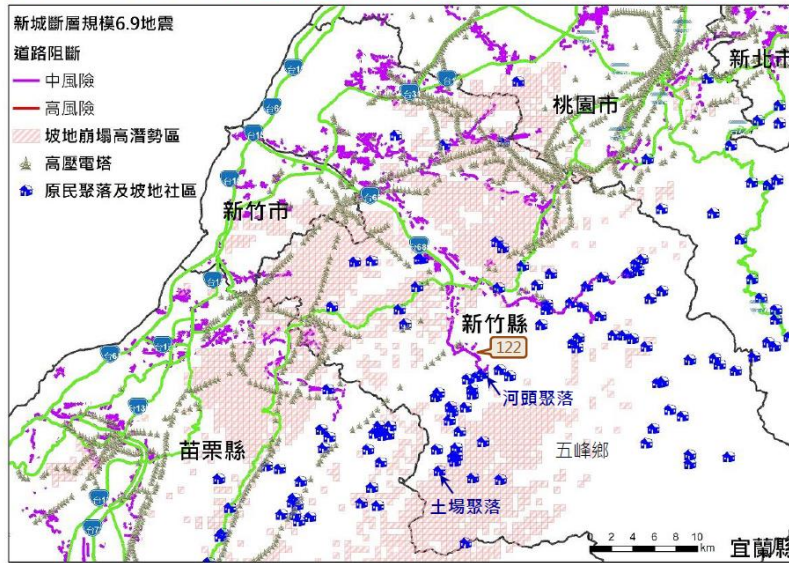 新城斷層規模6.9地震
道路阻斷
中風險
高風險
坡地崩塌高潛勢區
高壓電塔
原民聚落及坡地社區
新北市
桃園市
新竹市
台68
新竹縣
122
河頭聚落
苗栗縣
五峰鄉
土場聚落
0 2 4 6 8 10
km
宜蘭縣